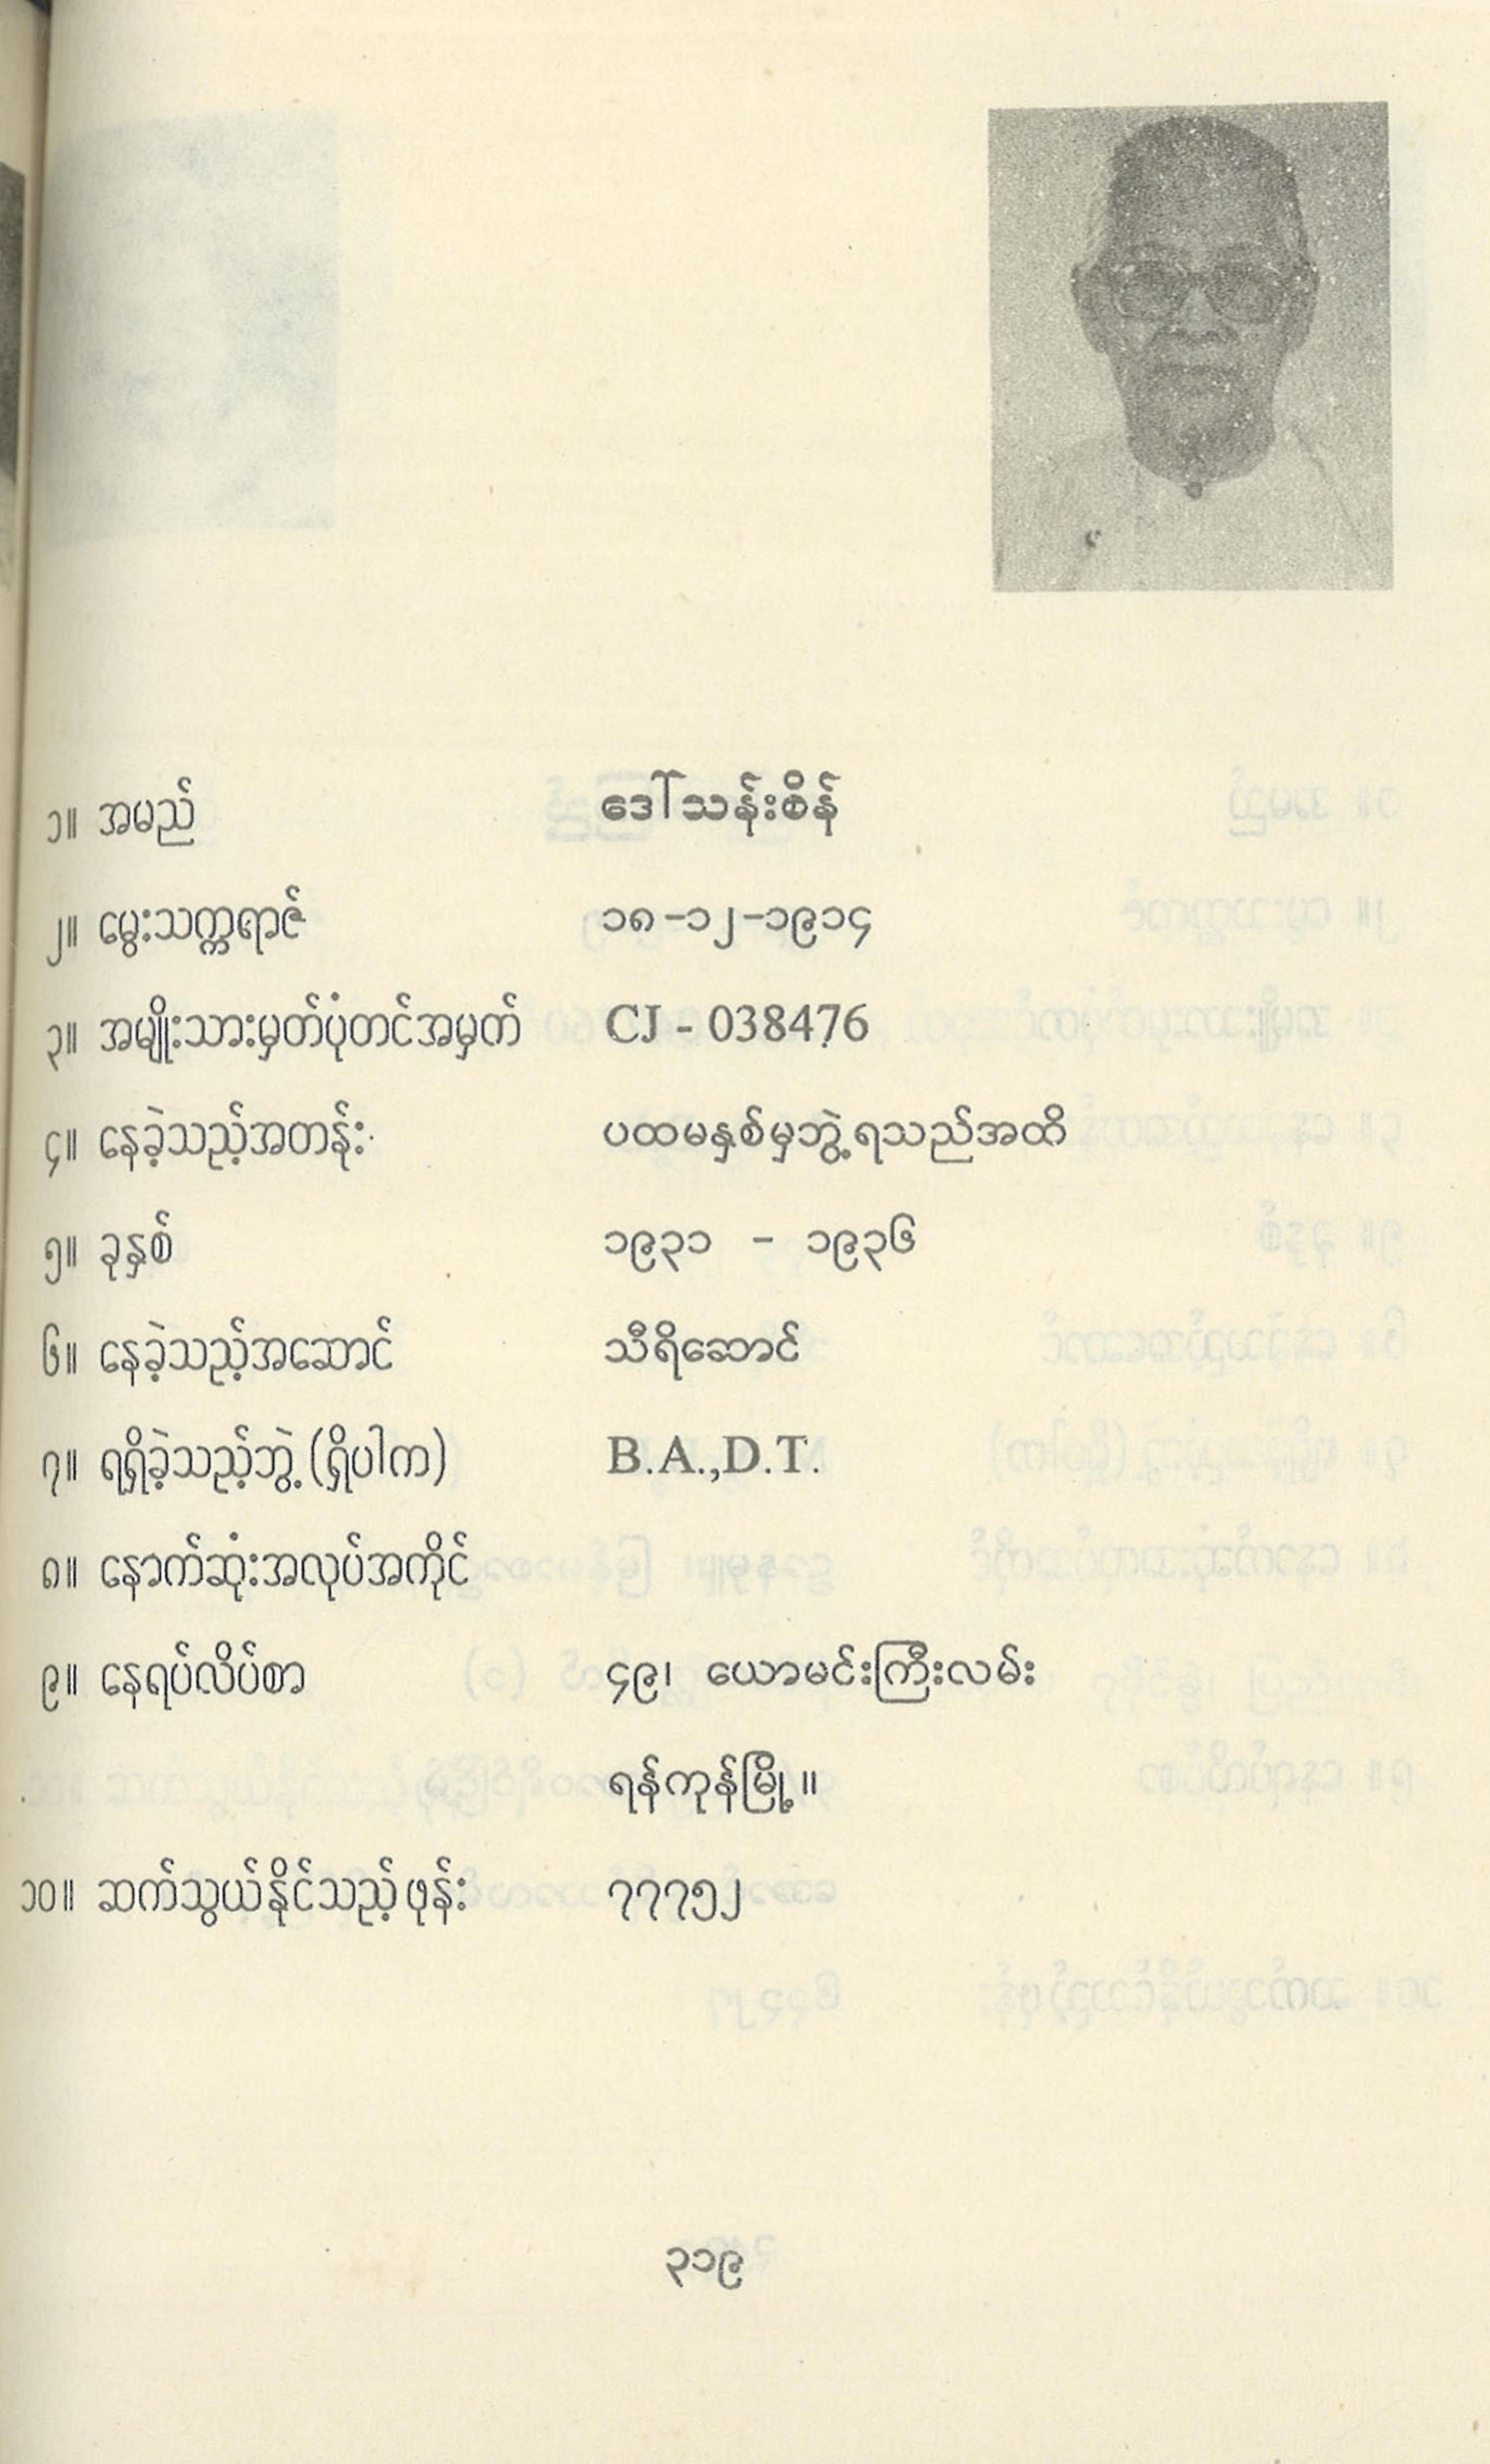 ၁။ အမည် ဒေါ်သန်းစိန်
၂။ မွေးသက္ကရာဇ် ၁၈-၁၂-၁၉၁၄
၃။ အမျိုးသားမှတ်ပုံတင်အမှတ် CJ - 038476
၄။ နေခဲ့သည့်အတန်း ပထမနှစ်မှဘွဲ့ရသည်အထိ
၅။ ခုနှစ် ၁၉၃၁ - ၁၉၃၆
၆။ နေခဲ့သည့်အဆောင် သီရိဆောင်
၇။ ရရှိခဲ့သည့်ဘွဲ့ (ရှိပါက) B.A.,D.T.
၈။ နောက်ဆုံးအလုပ်အကိုင်
၉။ နေရပ်လိပ်စာ ၄၉၊ ယောမင်းကြီးလမ်း
ရန်ကုန်မြို့။
၁၀။ ဆက်သွယ်နိုင်သည့်ဖုန်း ၇၇၇၅၂
၃၁၉